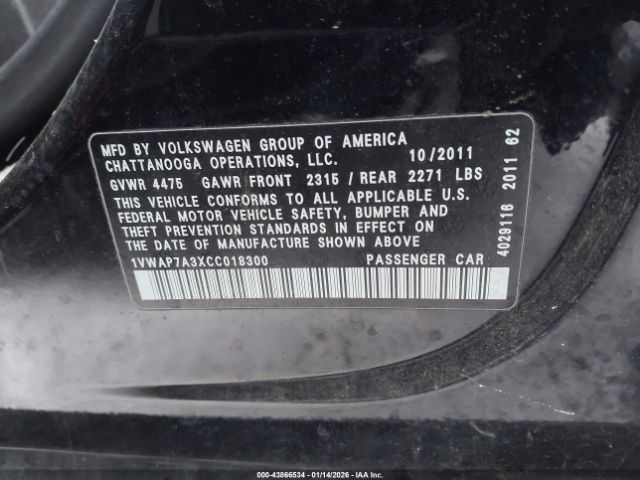 MFD BY VOLKSWAGEN GROUP OF AMERICA
CHATTANOOGA OPERATIONS, LLC. 10/2011
GVWR 4475 GAWR FRONT 2315 / REAR 2271 LBS
THIS VEHICLE CONFORMS TO ALL APPLICABLE U.S.
FEDERAL MOTOR VEHICLE SAFETY, BUMPER AND
THEFT PREVENTION STANDARDS IN EFFECT ON
THE DATE OF MANUFACTURE SHOWN ABOVE
1VWAP7A3XCC018300 PASSENGER CAR
4029116 2011 62
FOR: 000 - 43866534 - 01/14/2026 - IAA Inc.